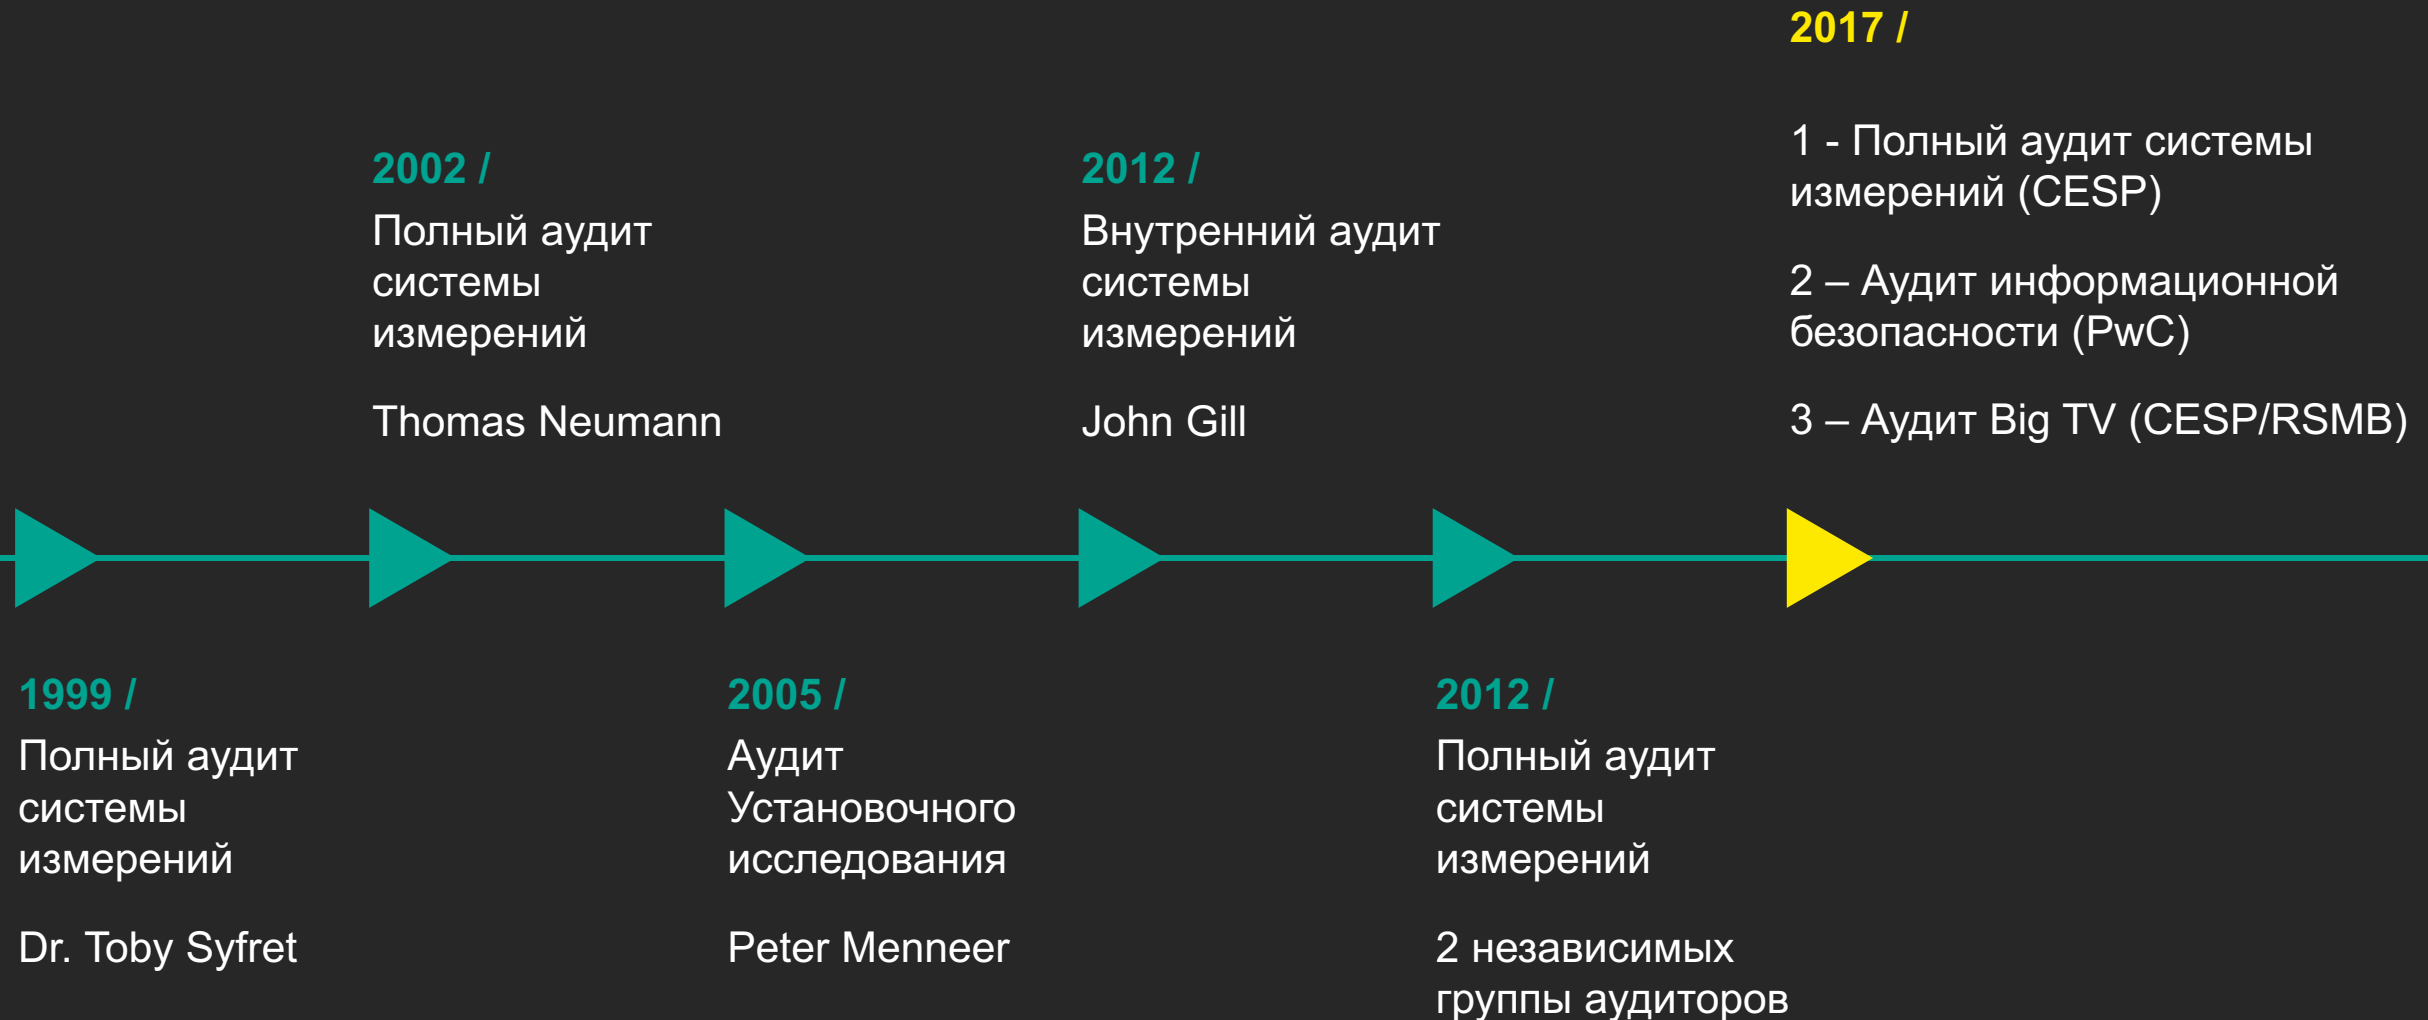 1999 /
Полный аудит
системы
измерений
Dr. Toby Syfret
2002 /
Полный аудит
системы
измерений
Thomas Neumann
2005 /
Аудит
Установочного
исследования
Peter Menneer
2012 /
Внутренний аудит
системы
измерений
John Gill
2012 /
Полный аудит
системы
измерений
2 независимых
группы аудиторов
2017 /
1 - Полный аудит системы
измерений (CESP)
2 – Аудит информационной
безопасности (PwC)
3 – Аудит Big TV (CESP/RSMB)